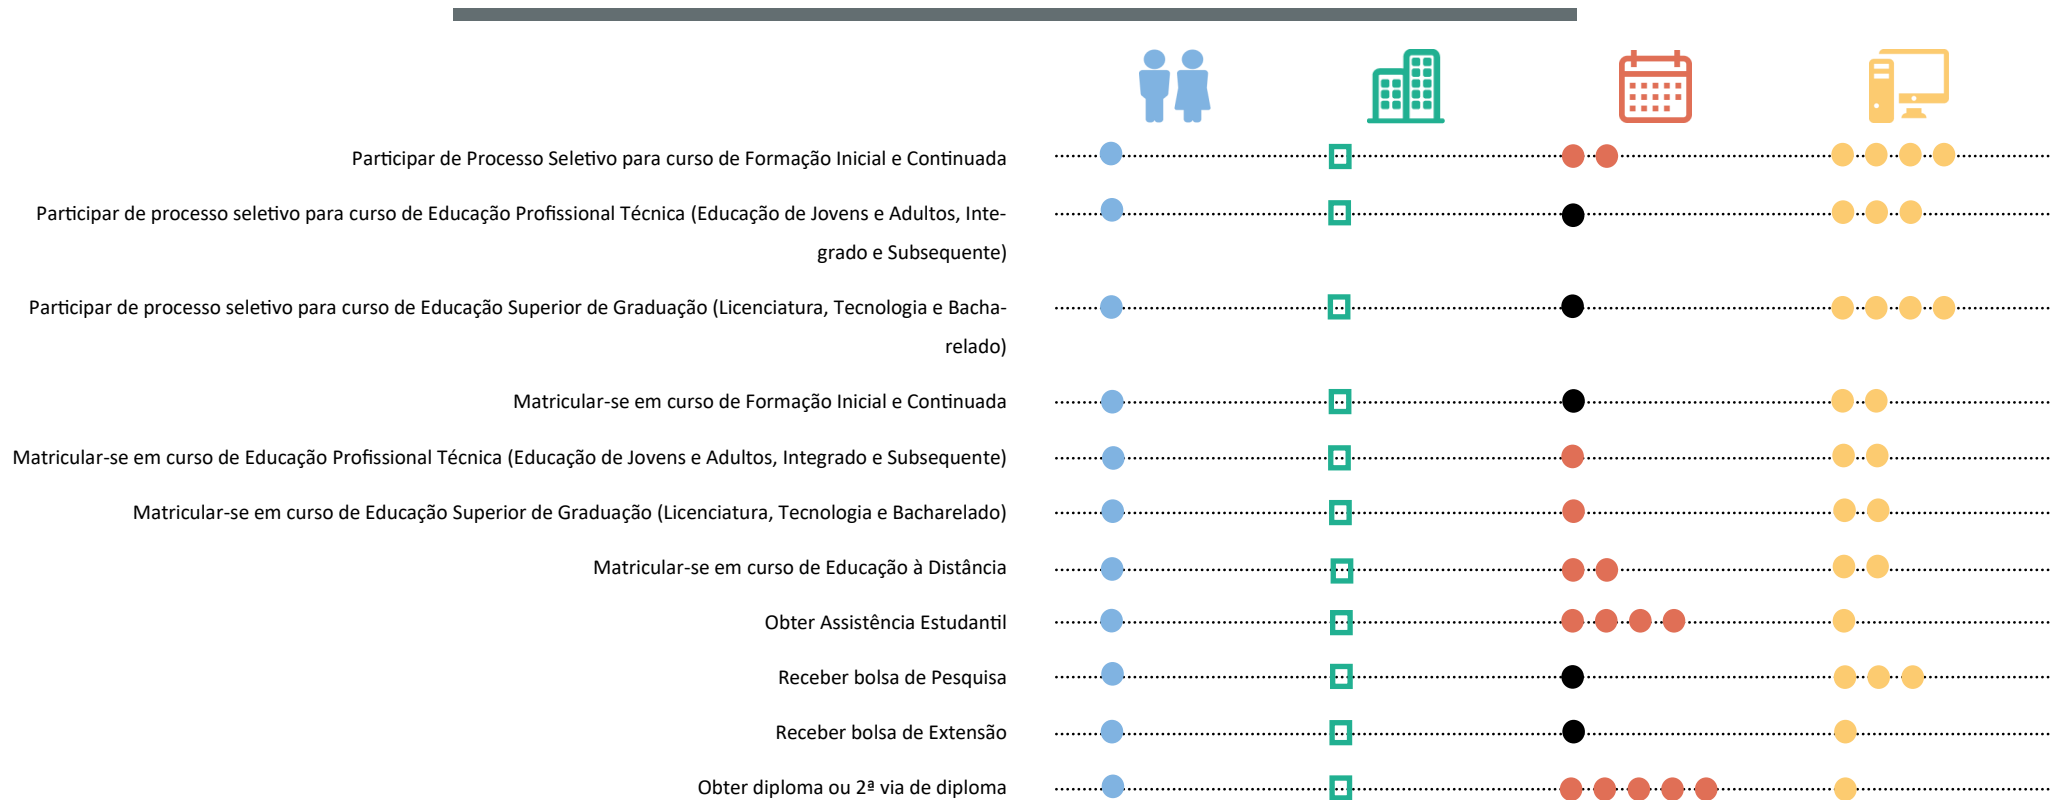 Participar de Processo Seletivo para curso de Formação Inicial e Continuada
Participar de processo seletivo para curso de Educação Profissional Técnica (Educação de Jovens e Adultos, Inte-
grado e Subsequente)
Participar de processo seletivo para curso de Educação Superior de Graduação (Licenciatura, Tecnologia e Bacha-
relado)
Matricular-se em curso de Formação Inicial e Continuada
Matricular-se em curso de Educação Profissional Técnica (Educação de Jovens e Adultos, Integrado e Subsequente)
Matricular-se em curso de Educação Superior de Graduação (Licenciatura, Tecnologia e Bacharelado)
Matricular-se em curso de Educação à Distância
Obter Assistência Estudantil
Receber bolsa de Pesquisa
Receber bolsa de Extensão
Obter diploma ou 2ª via de diploma